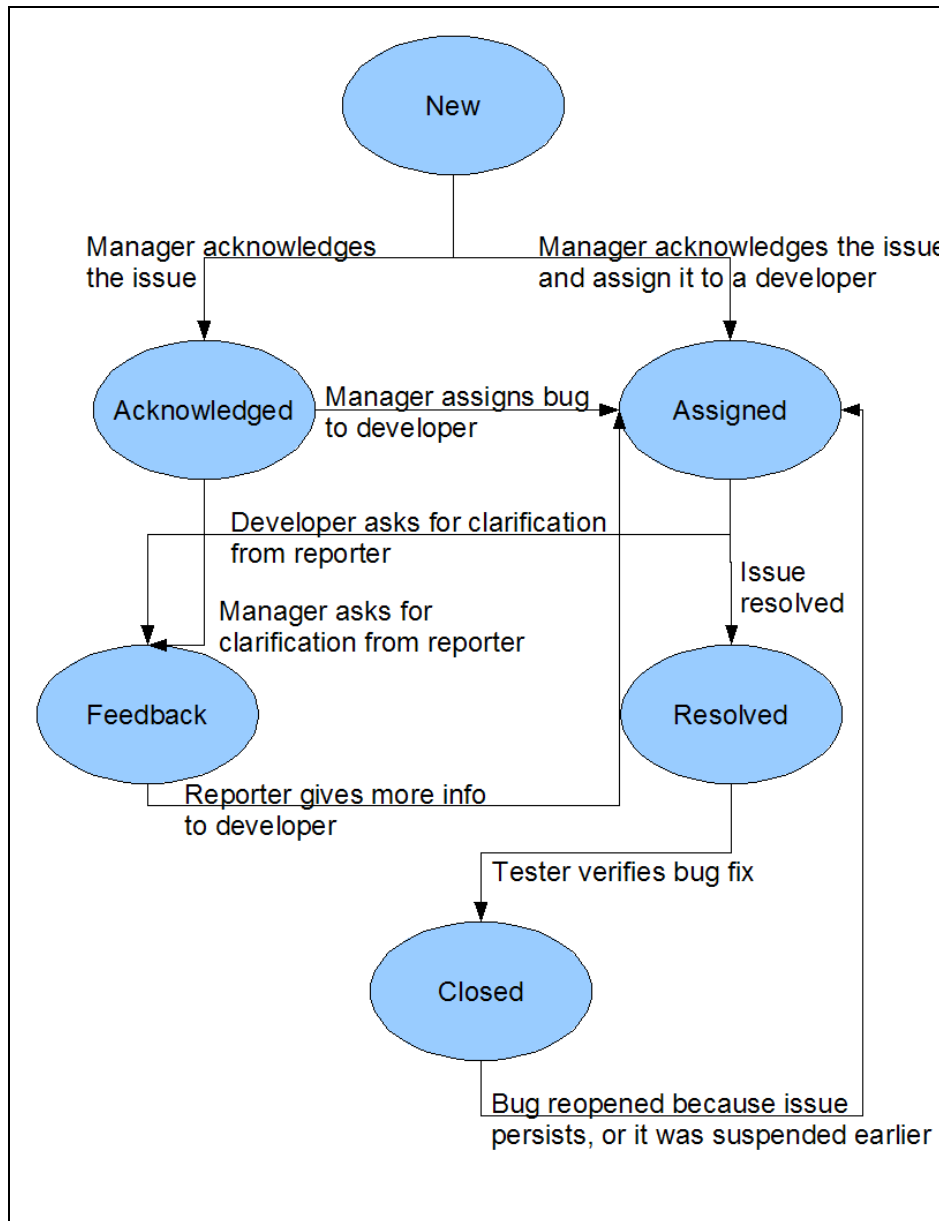 New
Manager acknowledges
the issue
Manager acknowledges the issue
and assign it to a developer
Acknowledged
Manager assigns bug
to developer
Assigned
Developer asks for clarification
from reporter
Issue
resolved
Manager asks for
clarification from reporter
Feedback
Resolved
Reporter gives more info
to developer
Tester verifies bug fix
Closed
Bug reopened because issue
persists, or it was suspended earlier